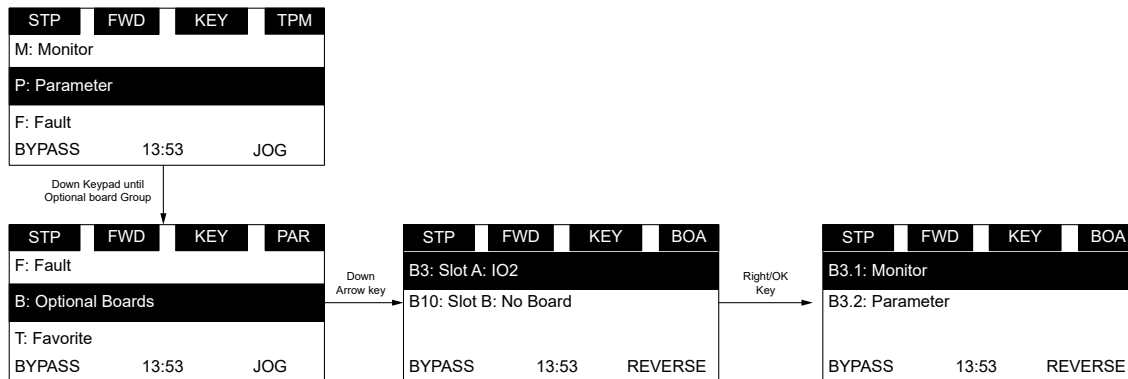 STP FWD KEY TPM
M: Monitor
P: Parameter
F: Fault
BYPASS 13:53 JOG
Down Keypad until
Optional board Group
STP FWD KEY PAR
F: Fault
B: Optional Boards
T: Favorite
BYPASS 13:53 JOG
Down
Arrow key
STP FWD KEY BOA
B3: Slot A: IO2
B10: Slot B: No Board
BYPASS 13:53 REVERSE
Right/OK
Key
STP FWD KEY BOA
B3.1: Monitor
B3.2: Parameter
BYPASS 13:53 REVERSE